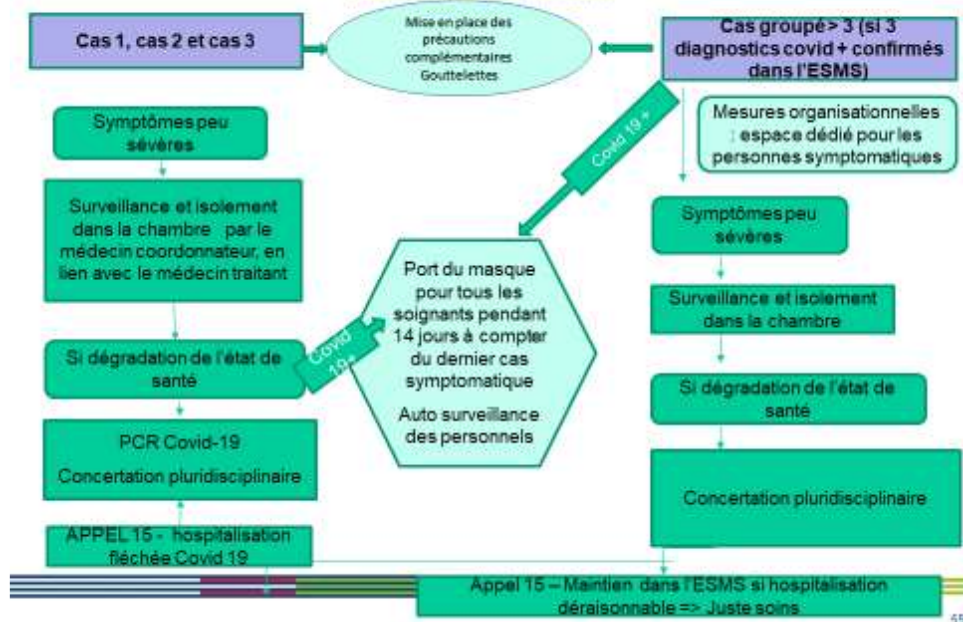 Cas 1, cas 2 et cas 3
Mise en place des
précautions
complémentaires
Gouttelettes
Cas groupé> 3 (si 3
diagnostics covid + confirmés
dans l'ESMS)
Mesures organisationnelles
: espace dédié pour les
personnes symptomatiques
Covid 19 +
Symptômes peu
sévères
Surveillance et isolement
dans la chambre par le
médecin coordonnateur, en
lien avec le médecin traitant
Si dégradation de l'état de
santé
Covid
19+
PCR Covid-19
Concertation pluridisciplinaire
APPEL 15 - hospitalisation
fléchée Covid 19
Port du masque
pour tous les
soignants pendant
14 jours à compter
du dernier cas
symptomatique
Auto surveillance
des personnels
Symptômes peu
sévères
Surveillance et isolement
dans la chambre
Si dégradation de l'état de
santé
Concertation pluridisciplinaire
Appel 15 – Maintien dans l'ESMS si hospitalisation
déraisonnable => Juste soins